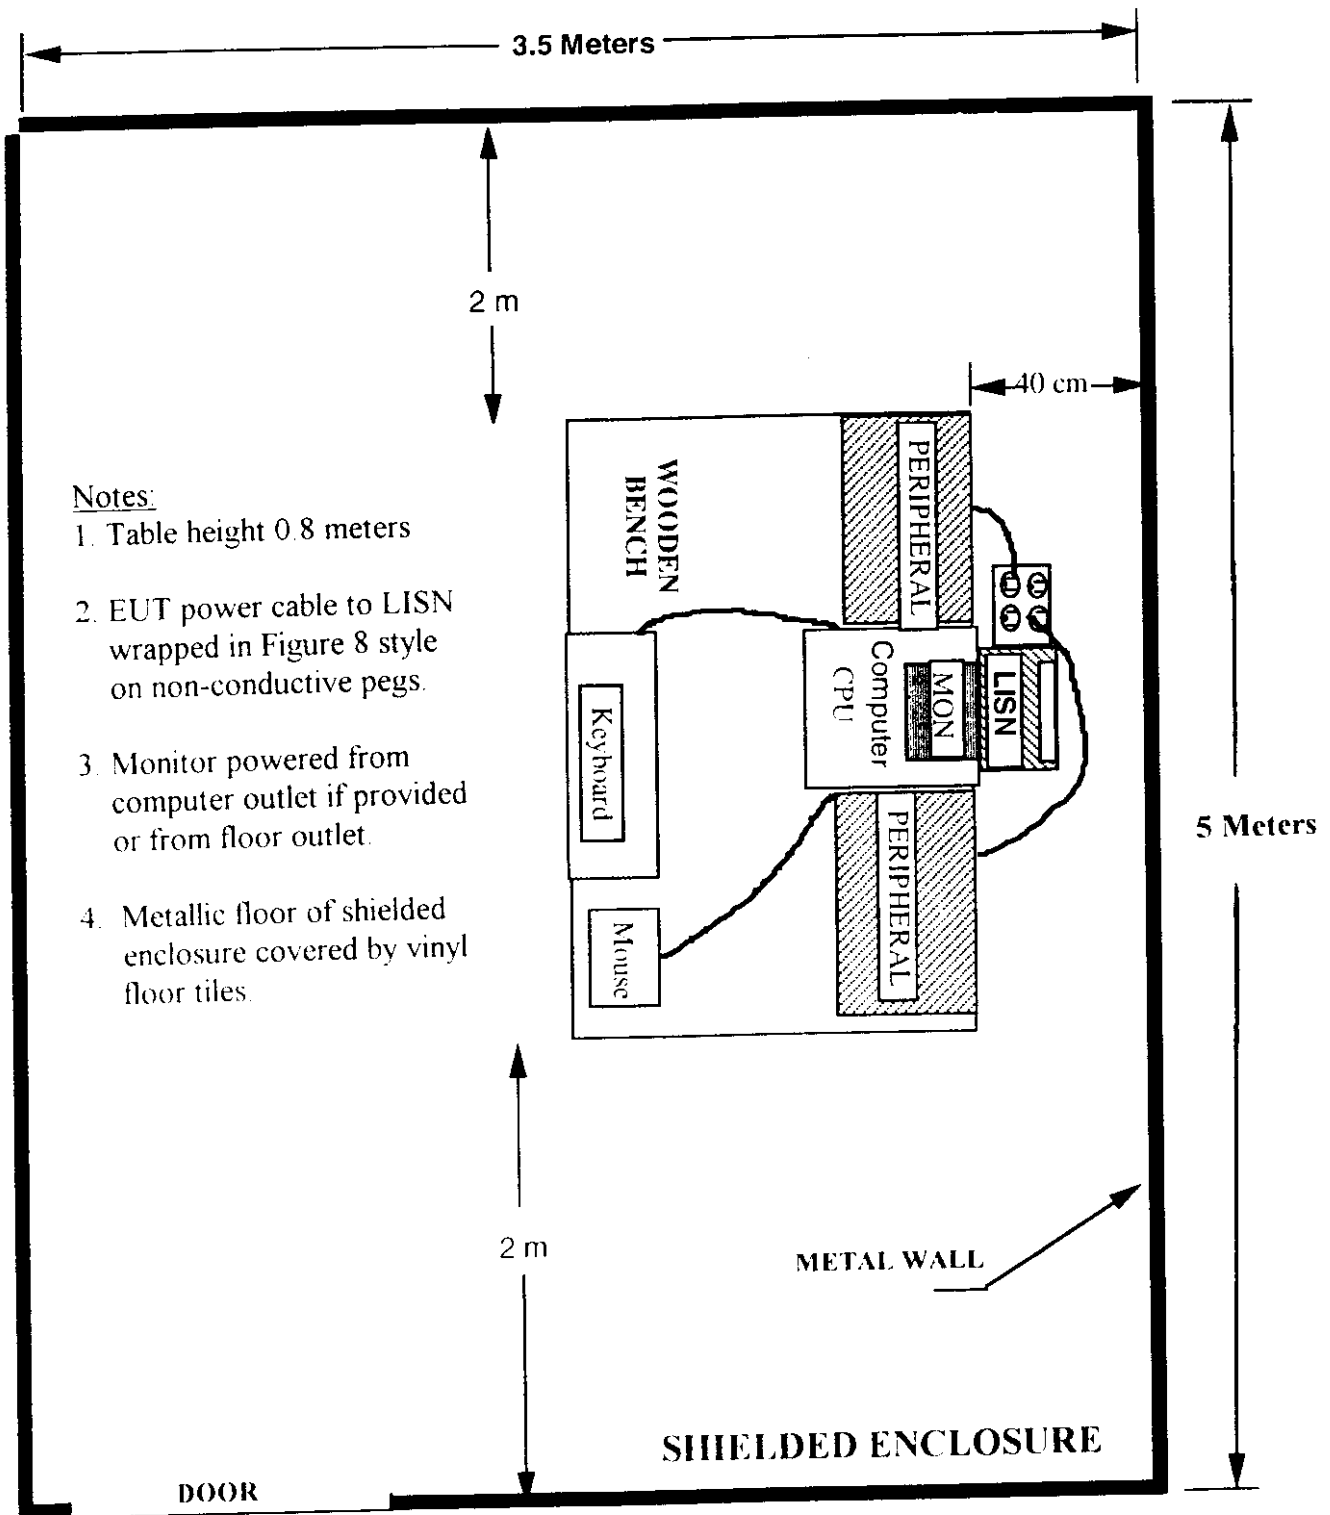 3.5 Meters
2 m
40 cm
Notes:
1. Table height 0.8 meters
2. EUT power cable to LISN
wrapped in Figure 8 style
on non-conductive pegs.
3. Monitor powered from
computer outlet if provided
or from floor outlet.
4. Metallic floor of shielded
enclosure covered by vinyl
floor tiles.
WOODEN
BENCH
PERIPHERAL
Computer
CPU
MON
LISN
Keyboard
PERIPHERAL
Mouse
5 Meters
2 m
METAL WALL
SHIELDED ENCLOSURE
DOOR